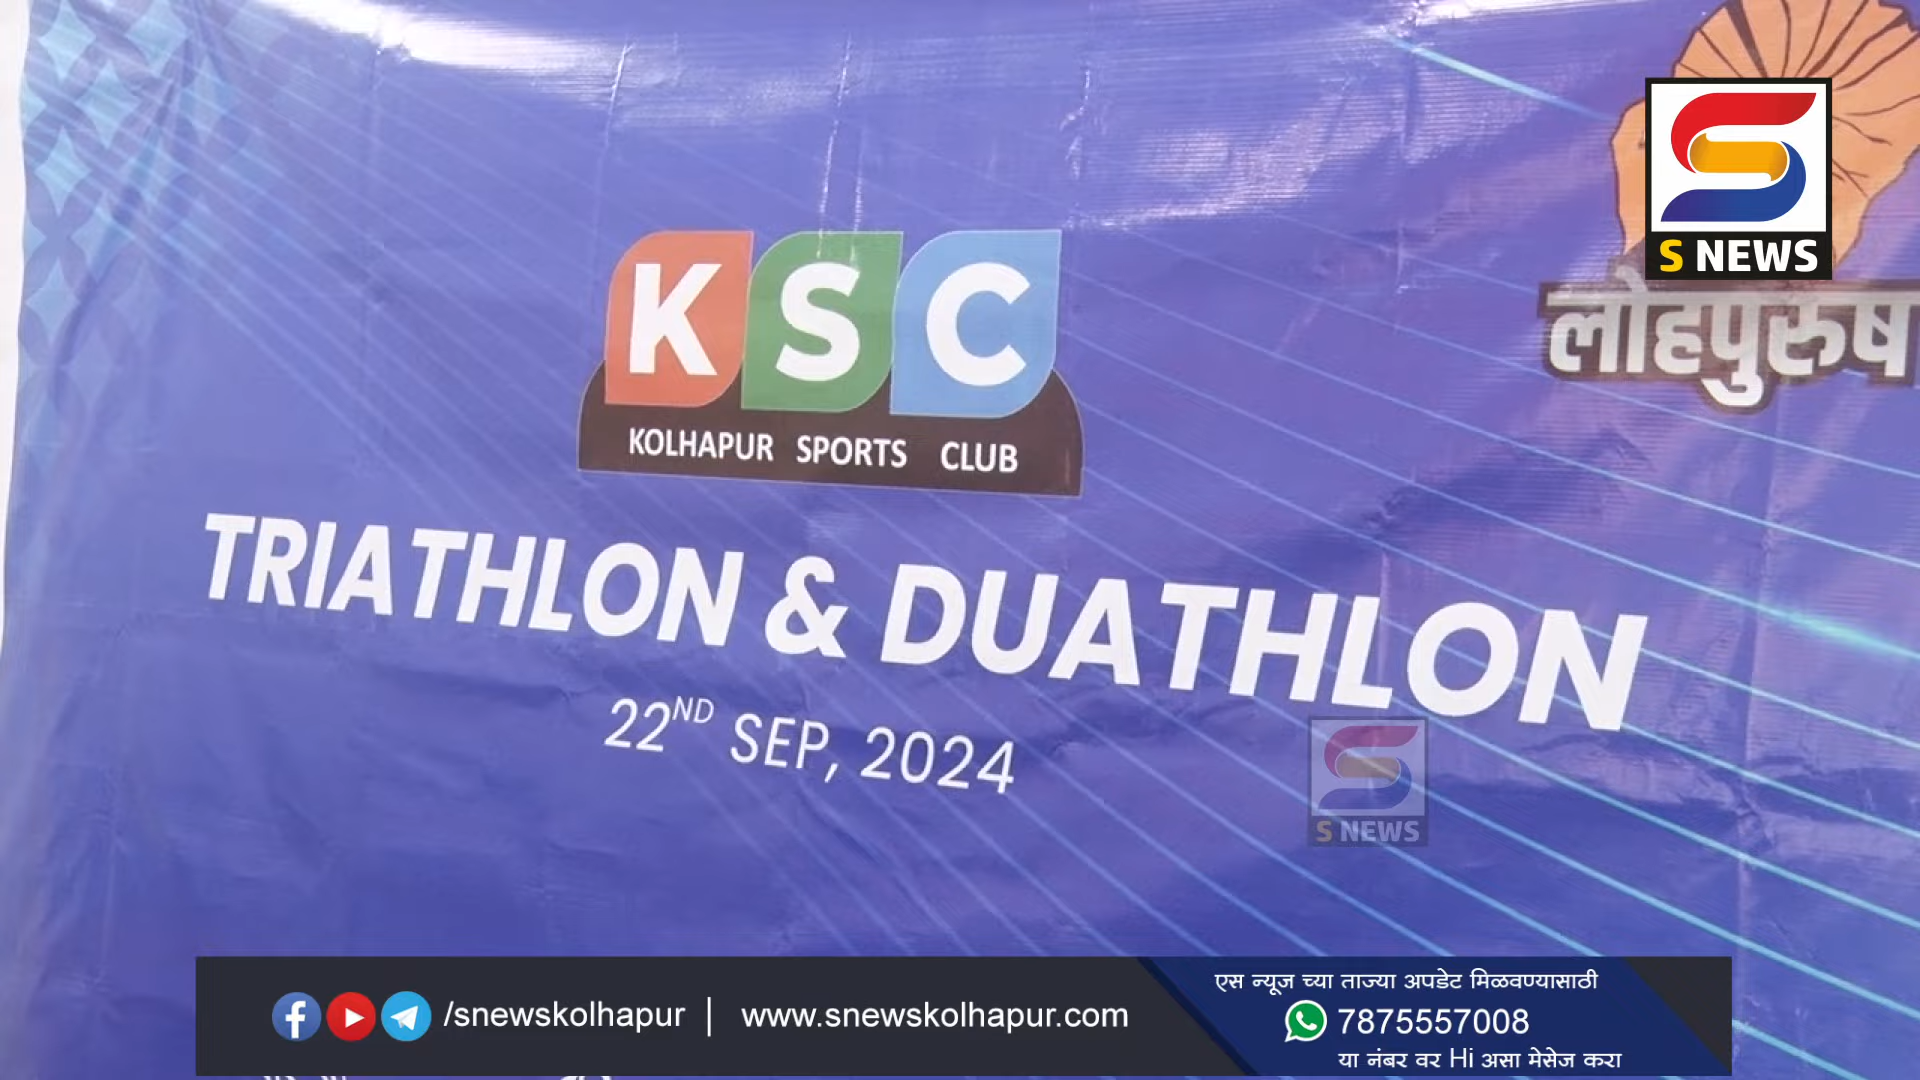 S NEWS
लोहपुरुष
KSC
KOLHAPUR SPORTS CLUB
TRIATHLON & DUATHLON
22ND SEP, 2024
S NEWS
/snewskolhapur | www.snewskolhapur.com
एस न्यूज च्या ताज्या अपडेट मिळवण्यासाठी
7875557008
या नंबर वर Hi असा मेसेज करा